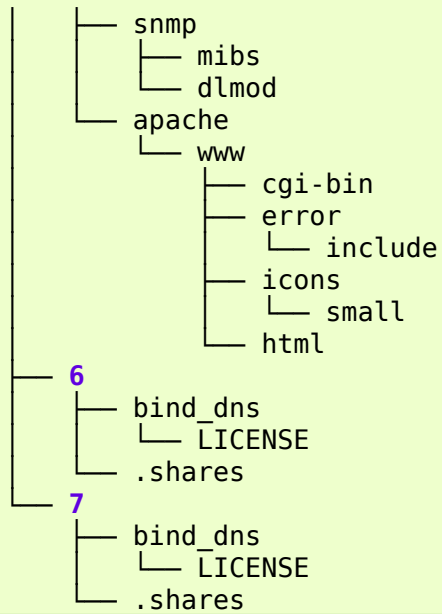 │   ├── snmp
│   │   ├── mibs
│   │   └── dlmod
│   └── apache
│       └── www
│           ├── cgi-bin
│           ├── error
│           │   └── include
│           ├── icons
│           │   └── small
│           └── html
├── 6
│   ├── bind_dns
│   │   └── LICENSE
│   └── .shares
└── 7
    ├── bind_dns
    │   └── LICENSE
    └── .shares